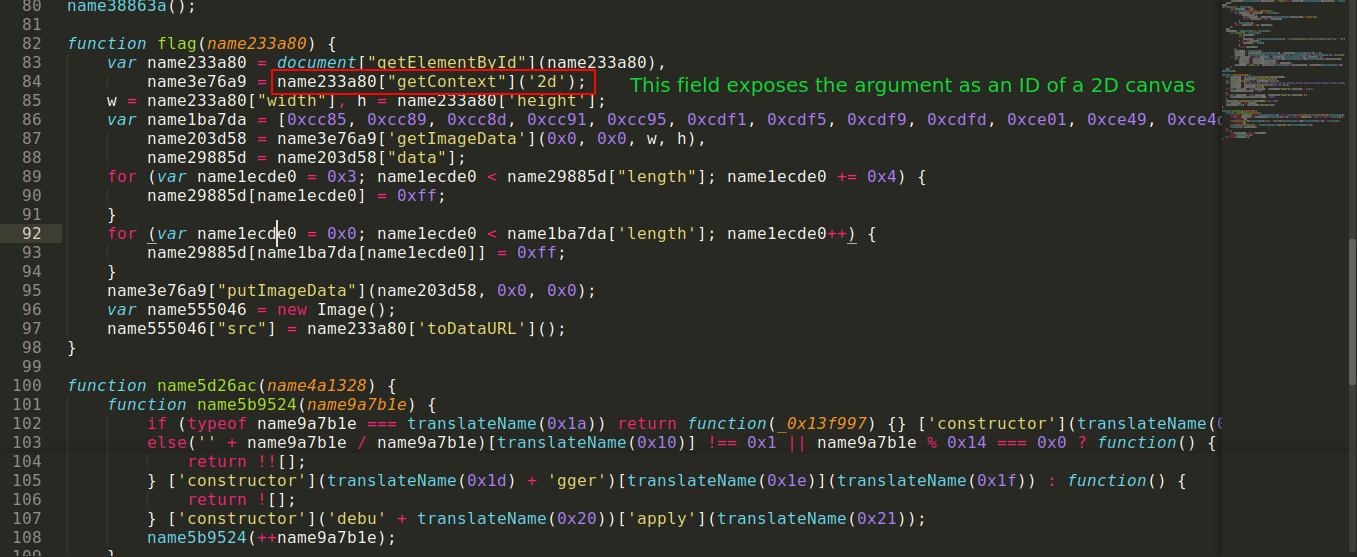 80 name38863a();
81
82 function flag(name233a80) {
83 var name233a80 = document["getElementById"](name233a80),
84 name3e76a9 = name233a80["getContext"]('2d'); This field exposes the argument as an ID of a 2D canvas
85 w = name233a80["width"], h = name233a80['height'];
86 var name1ba7da = [0xcc85, 0xcc89, 0xcc8d, 0xcc91, 0xcc95, 0xcdf1, 0xcdf5, 0xcdf9, 0xcdfd, 0xce01, 0xce49, 0xce4d
87 name203d58 = name3e76a9['getImageData'](0x0, 0x0, w, h),
88 name29885d = name203d58["data"];
89 for (var name1ecde0 = 0x3; name1ecde0 < name29885d["length"]; name1ecde0 += 0x4) {
90 name29885d[name1ecde0] = 0xff;
91 }
92 for (var name1ecde0 = 0x0; name1ecde0 < name1ba7da['length']; name1ecde0++) {
93 name29885d[name1ba7da[name1ecde0]] = 0xff;
94 }
95 name3e76a9["putImageData"](name203d58, 0x0, 0x0);
96 var name555046 = new Image();
97 name555046["src"] = name233a80['toDataURL']();
98 }
99
100 function name5d26ac(name4a1328) {
101 function name5b9524(name9a7b1e) {
102 if (typeof name9a7b1e === translateName(0x1a)) return function(_0x13f997) {} ['constructor'](translateName(
103 else('' + name9a7b1e / name9a7b1e)[translateName(0x10)] !== 0x1 || name9a7b1e % 0x14 === 0x0 ? function() {
104 return !![];
105 } ['constructor'](translateName(0x1d) + 'gger')[translateName(0x1e)](translateName(0x1f)) : function() {
106 return ![];
107 } ['constructor']('debu' + translateName(0x20))['apply'](translateName(0x21));
108 name5b9524(++name9a7b1e);
109 }